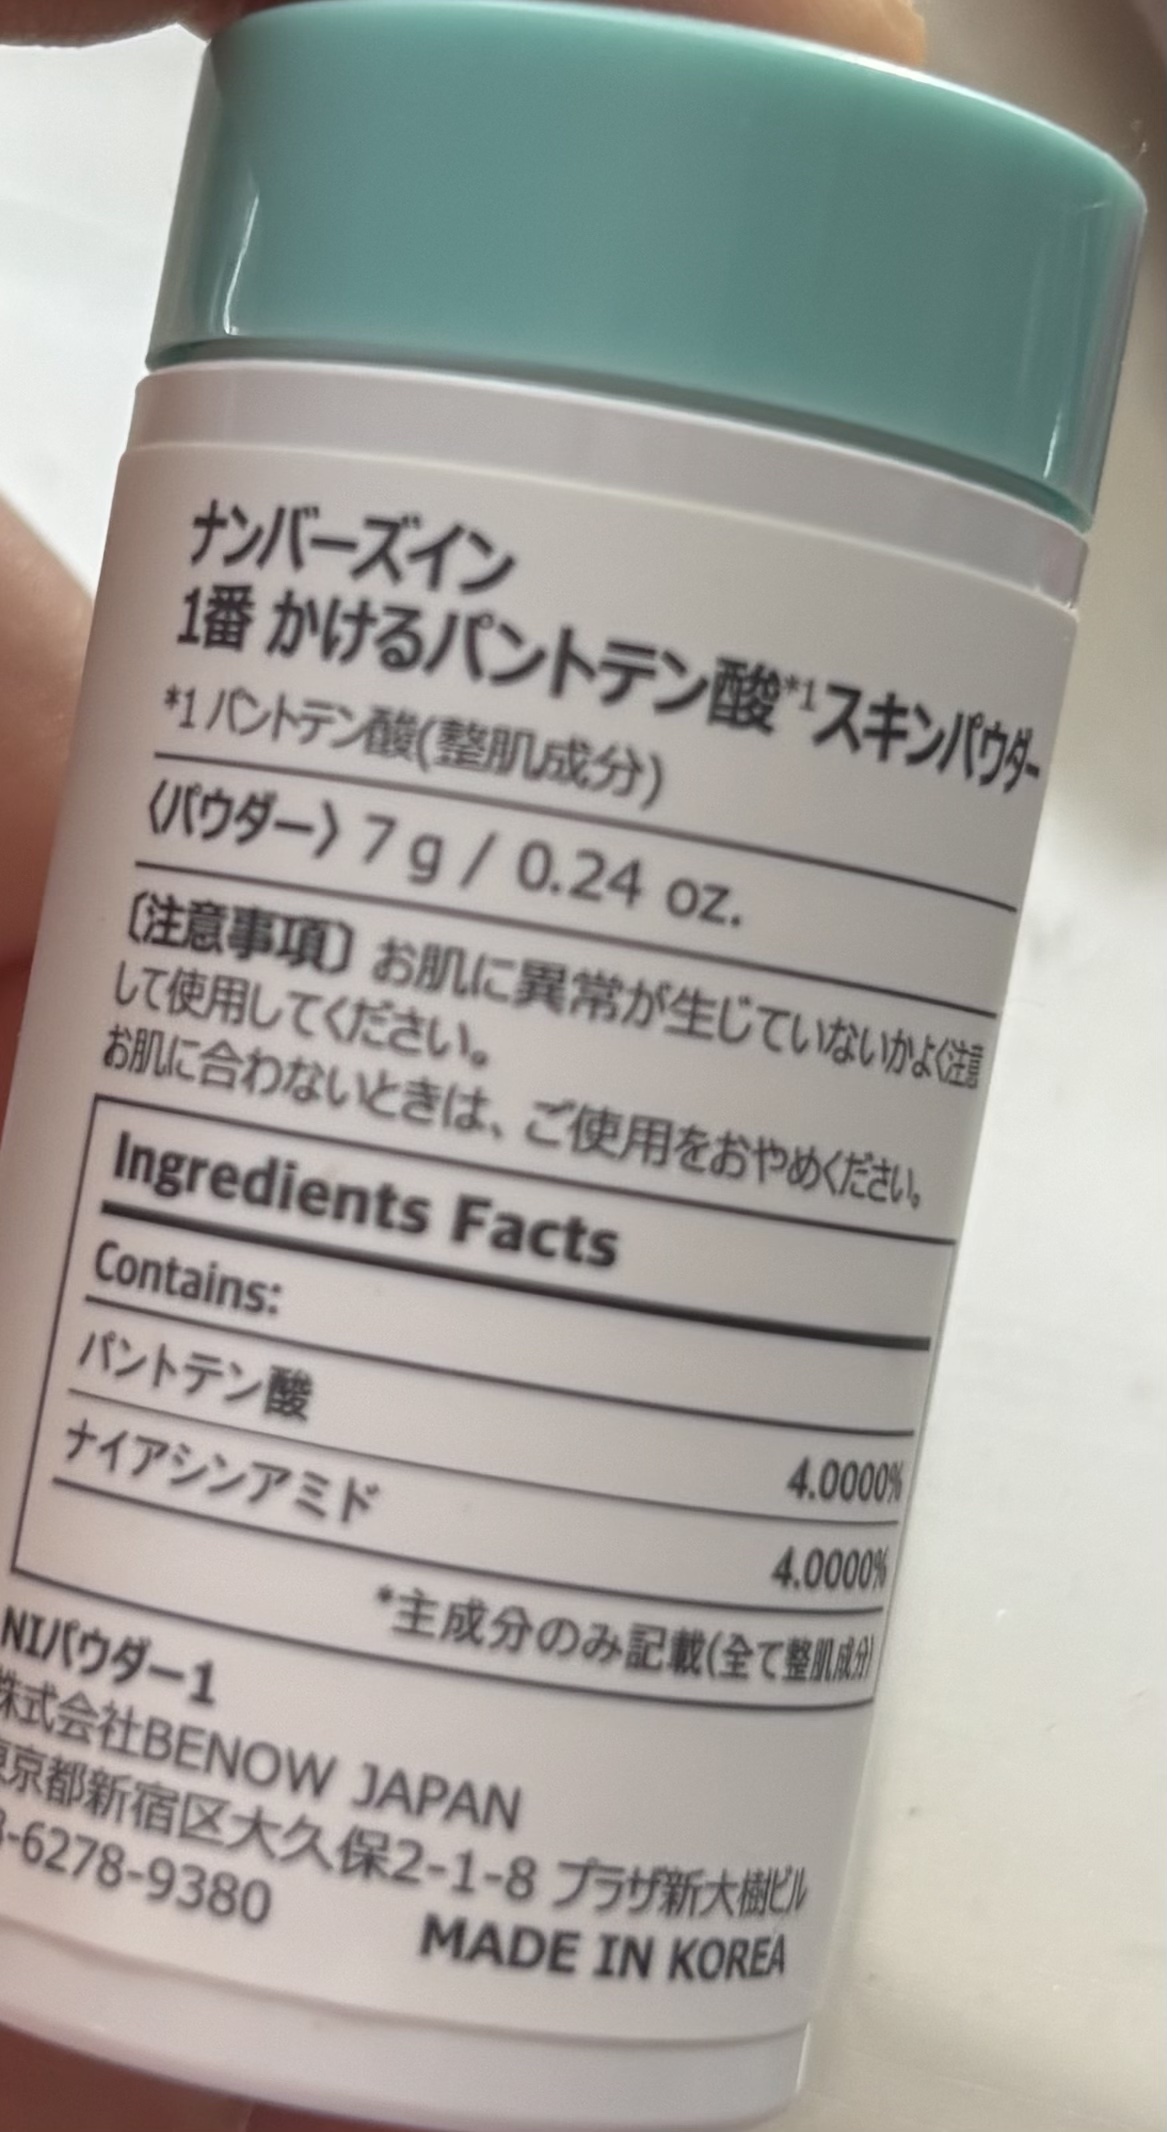 ナンバーズイン
1番 かけるパントテン酸*1スキンパウダー
*1 パントテン酸(整肌成分)
〈パウダー〉 7 g / 0.24 oz.
〔注意事項〕 お肌に異常が生じていないかよく注意
して使用してください。
お肌に合わないときは、ご使用をおやめください。
Ingredients Facts
Contains:
パントテン酸 4.0000%
ナイアシンアミド 4.0000%
*主成分のみ記載(全て整肌成分)
NIパウダー1
株式会社BENOW JAPAN
東京都新宿区大久保2-1-8 プラザ新大樹ビル
3-6278-9380
MADE IN KOREA